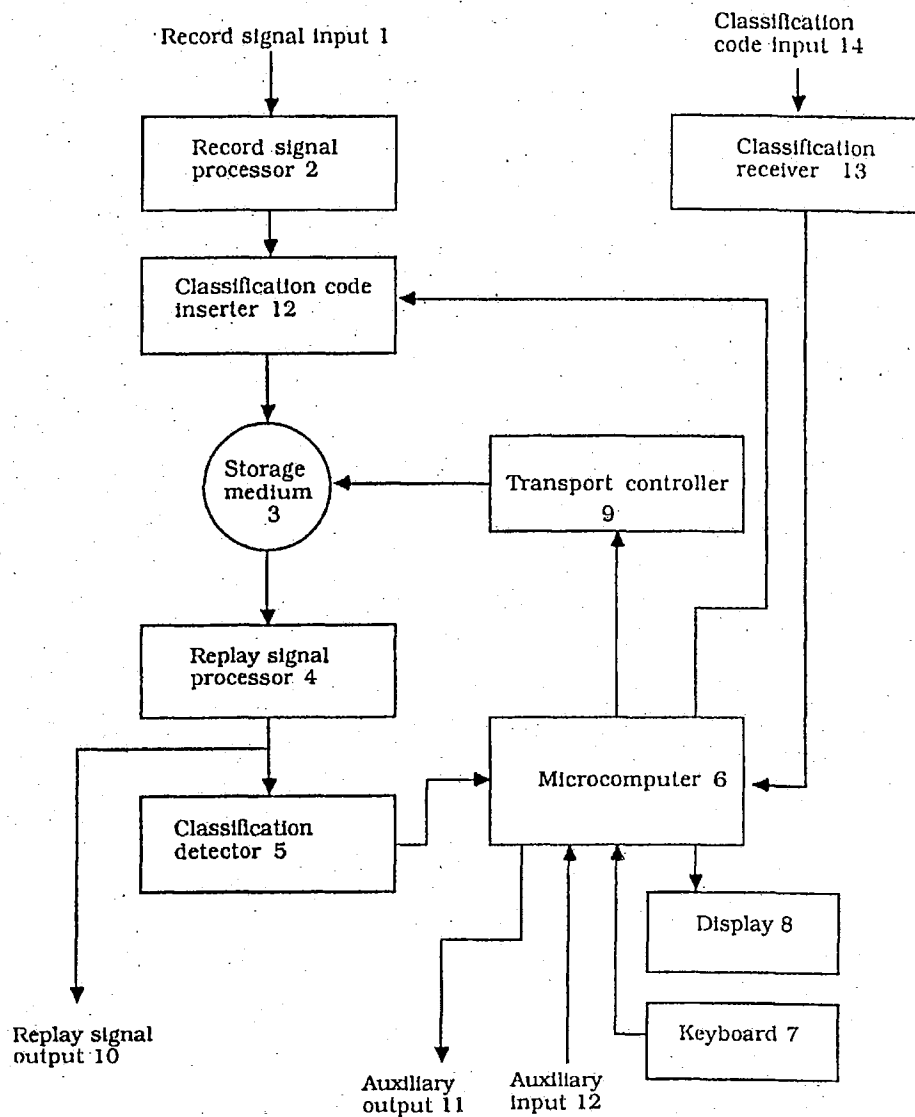 Record signal input 1
Classification
code input 14
Record signal
processor 2
Classification
receiver 13
Classification code
inserter 12
Storage
medium
3
Transport controller
9
Replay signal
processor 4
Microcomputer 6
Classification
detector 5
Display 8
Keyboard 7
Replay signal
output 10
Auxiliary
output 11
Auxiliary
input 12